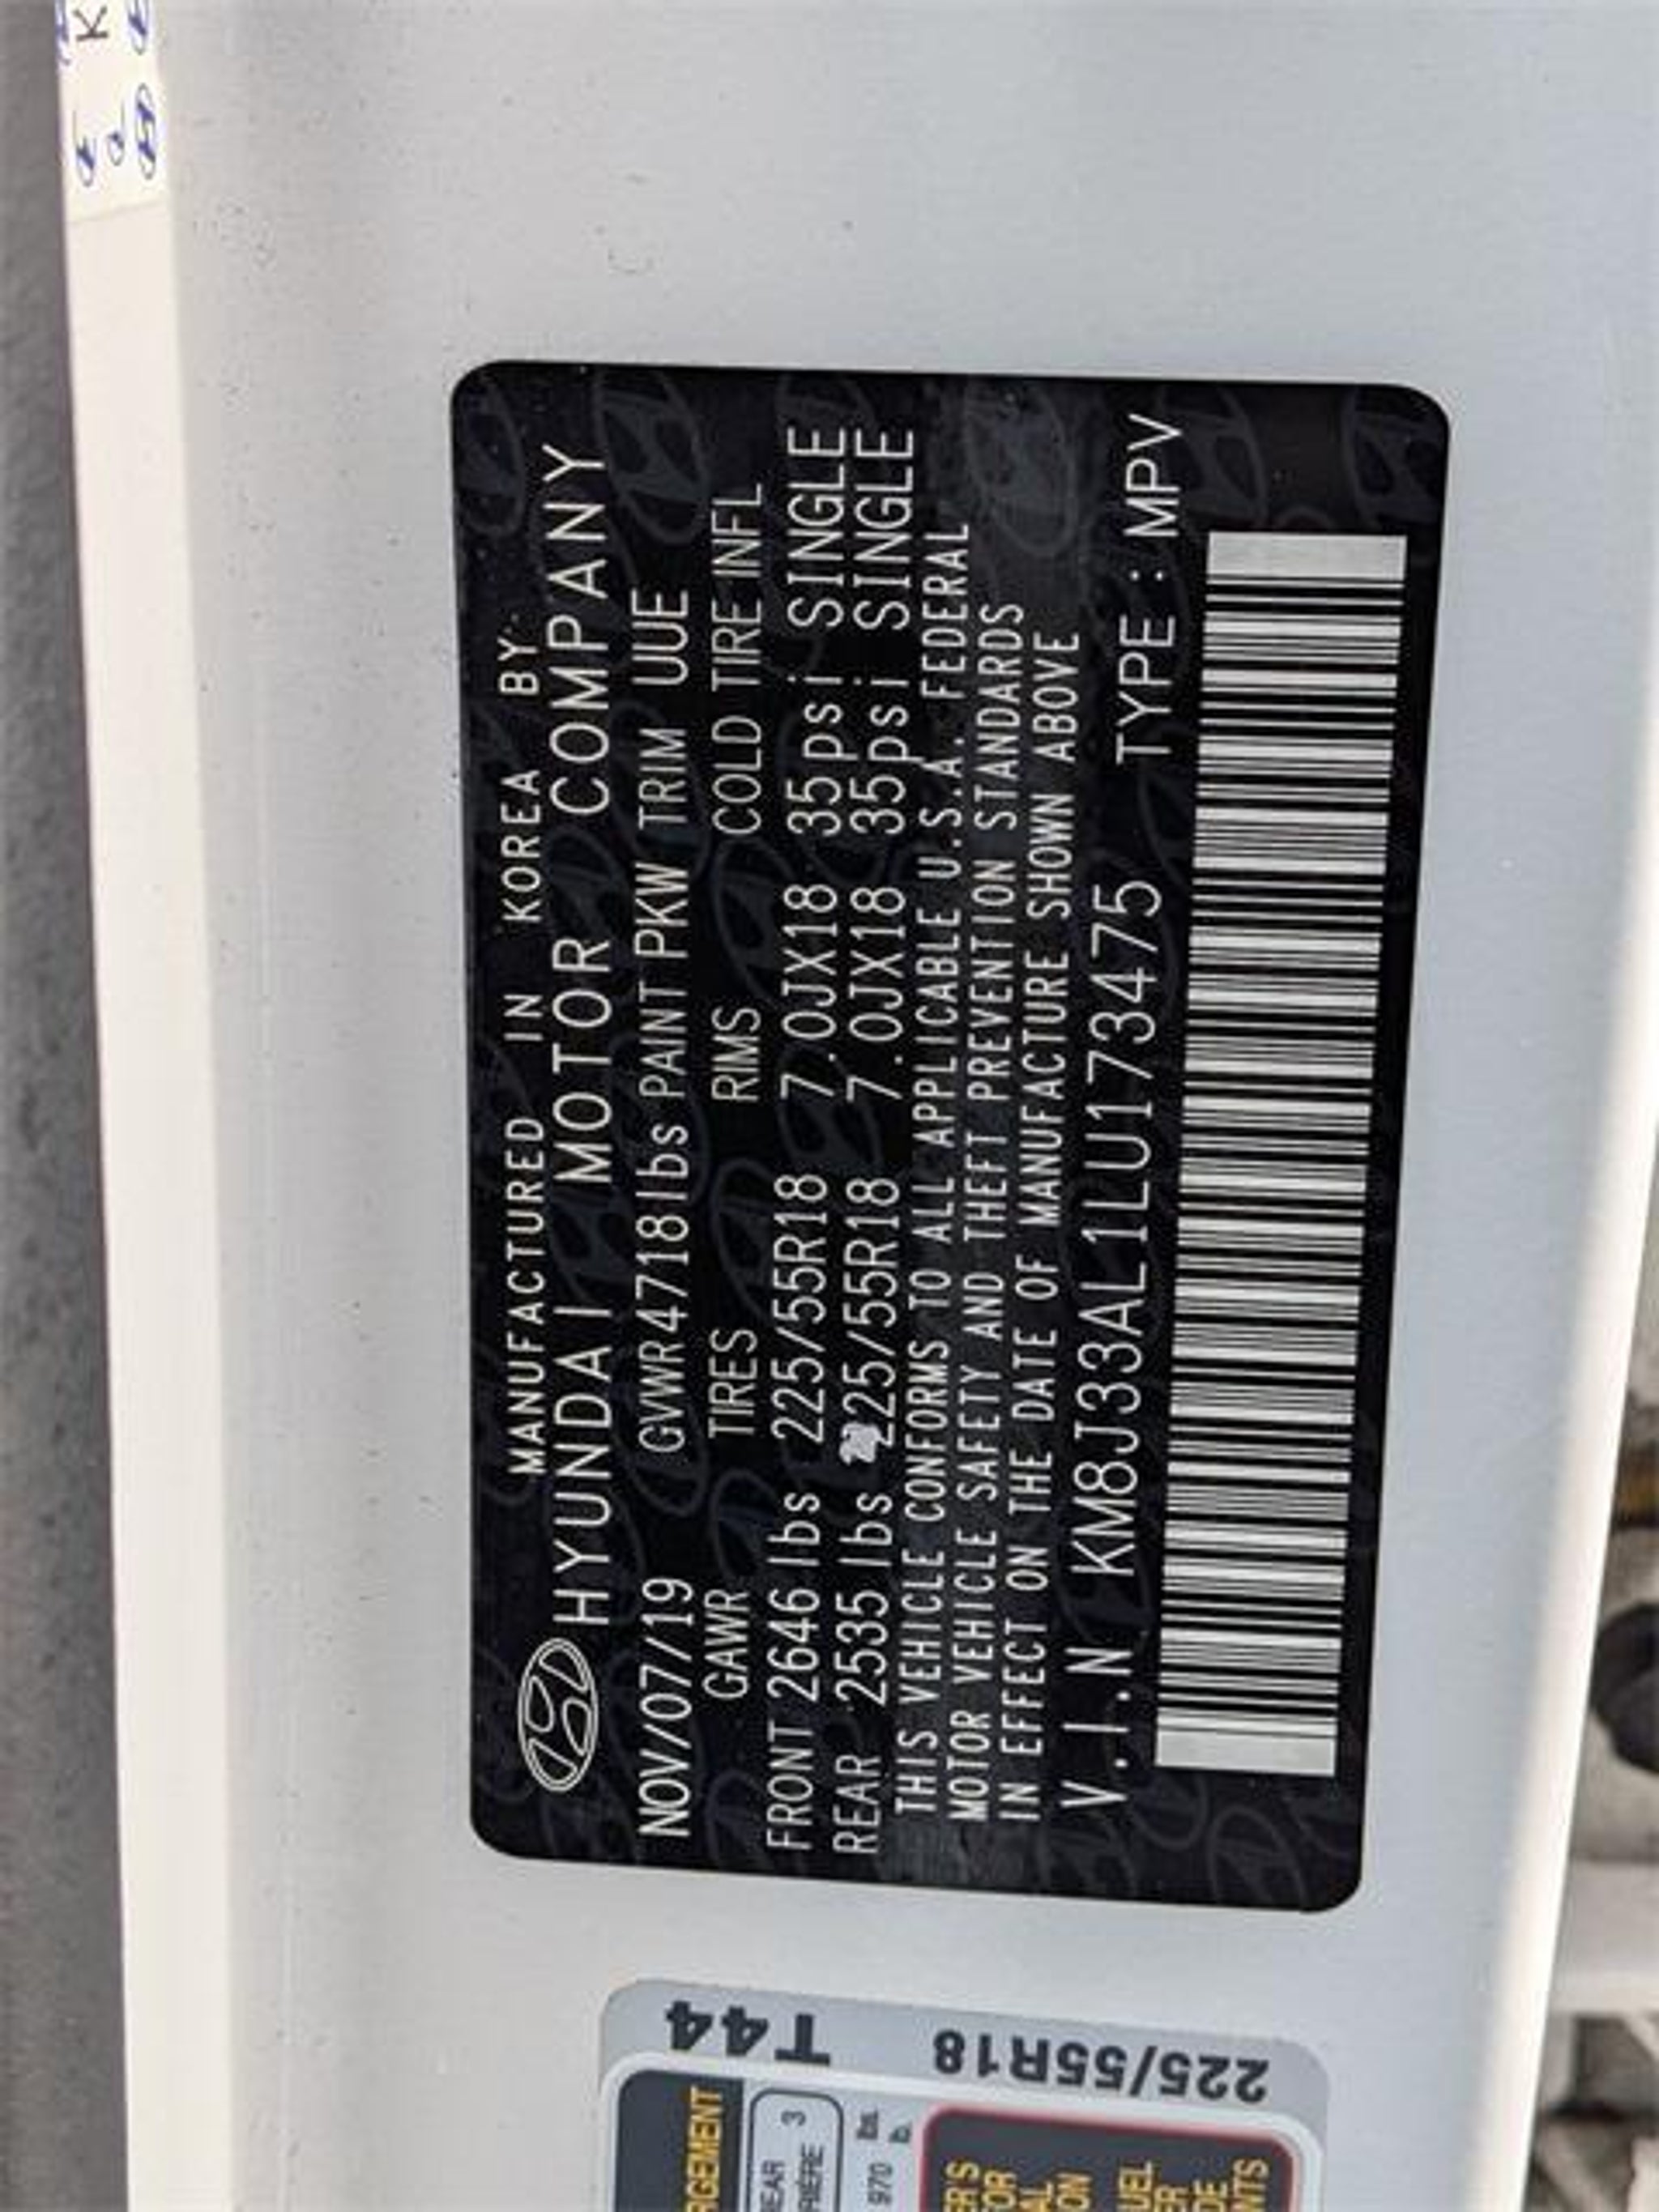 MANUFACTURED IN KOREA BY
HYUNDAI MOTOR COMPANY
NOV/07/19 GVWR4718lbs PAINT PKW TRIM UUE
GAWR TIRES RIMS COLD TIRE INFL
FRONT 2646 lbs 225/55R18 7.0JX18 35psi SINGLE
REAR 2535 lbs 225/55R18 7.0JX18 35psi SINGLE
THIS VEHICLE CONFORMS TO ALL APPLICABLE U.S.A. FEDERAL
MOTOR VEHICLE SAFETY AND THEFT PREVENTION STANDARDS
IN EFFECT ON THE DATE OF MANUFACTURE SHOWN ABOVE
V.I.N KM8J33AL1LU173475 TYPE : MPV
T44
225/55R18
970